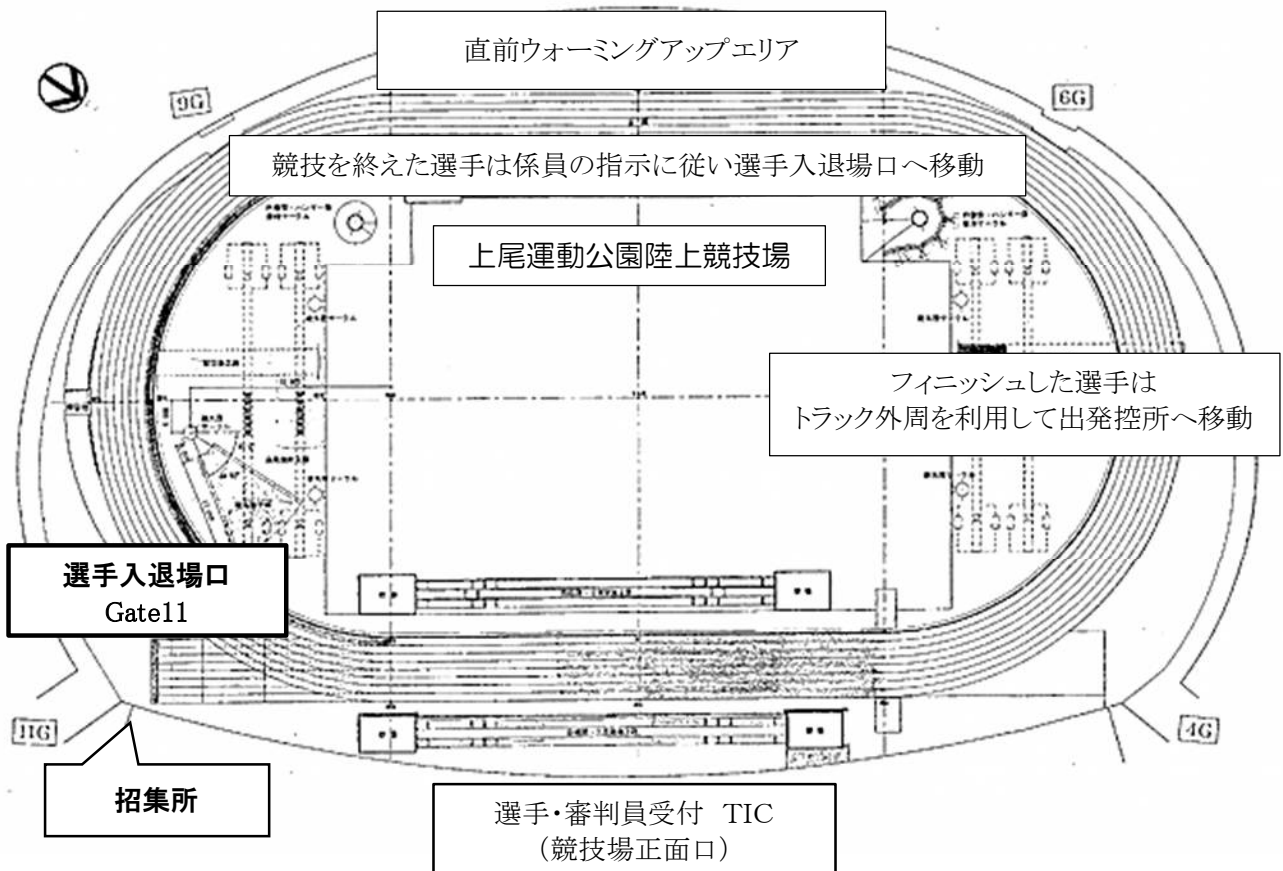 直前ウォーミングアップエリア
9G
6G
競技を終えた選手は係員の指示に従い選手入退場口へ移動
上尾運動公園陸上競技場
フィニッシュした選手は
トラック外周を利用して出発控所へ移動
選手入退場口
Gate11
11G
4G
招集所
選手・審判員受付 TIC
（競技場正面口）